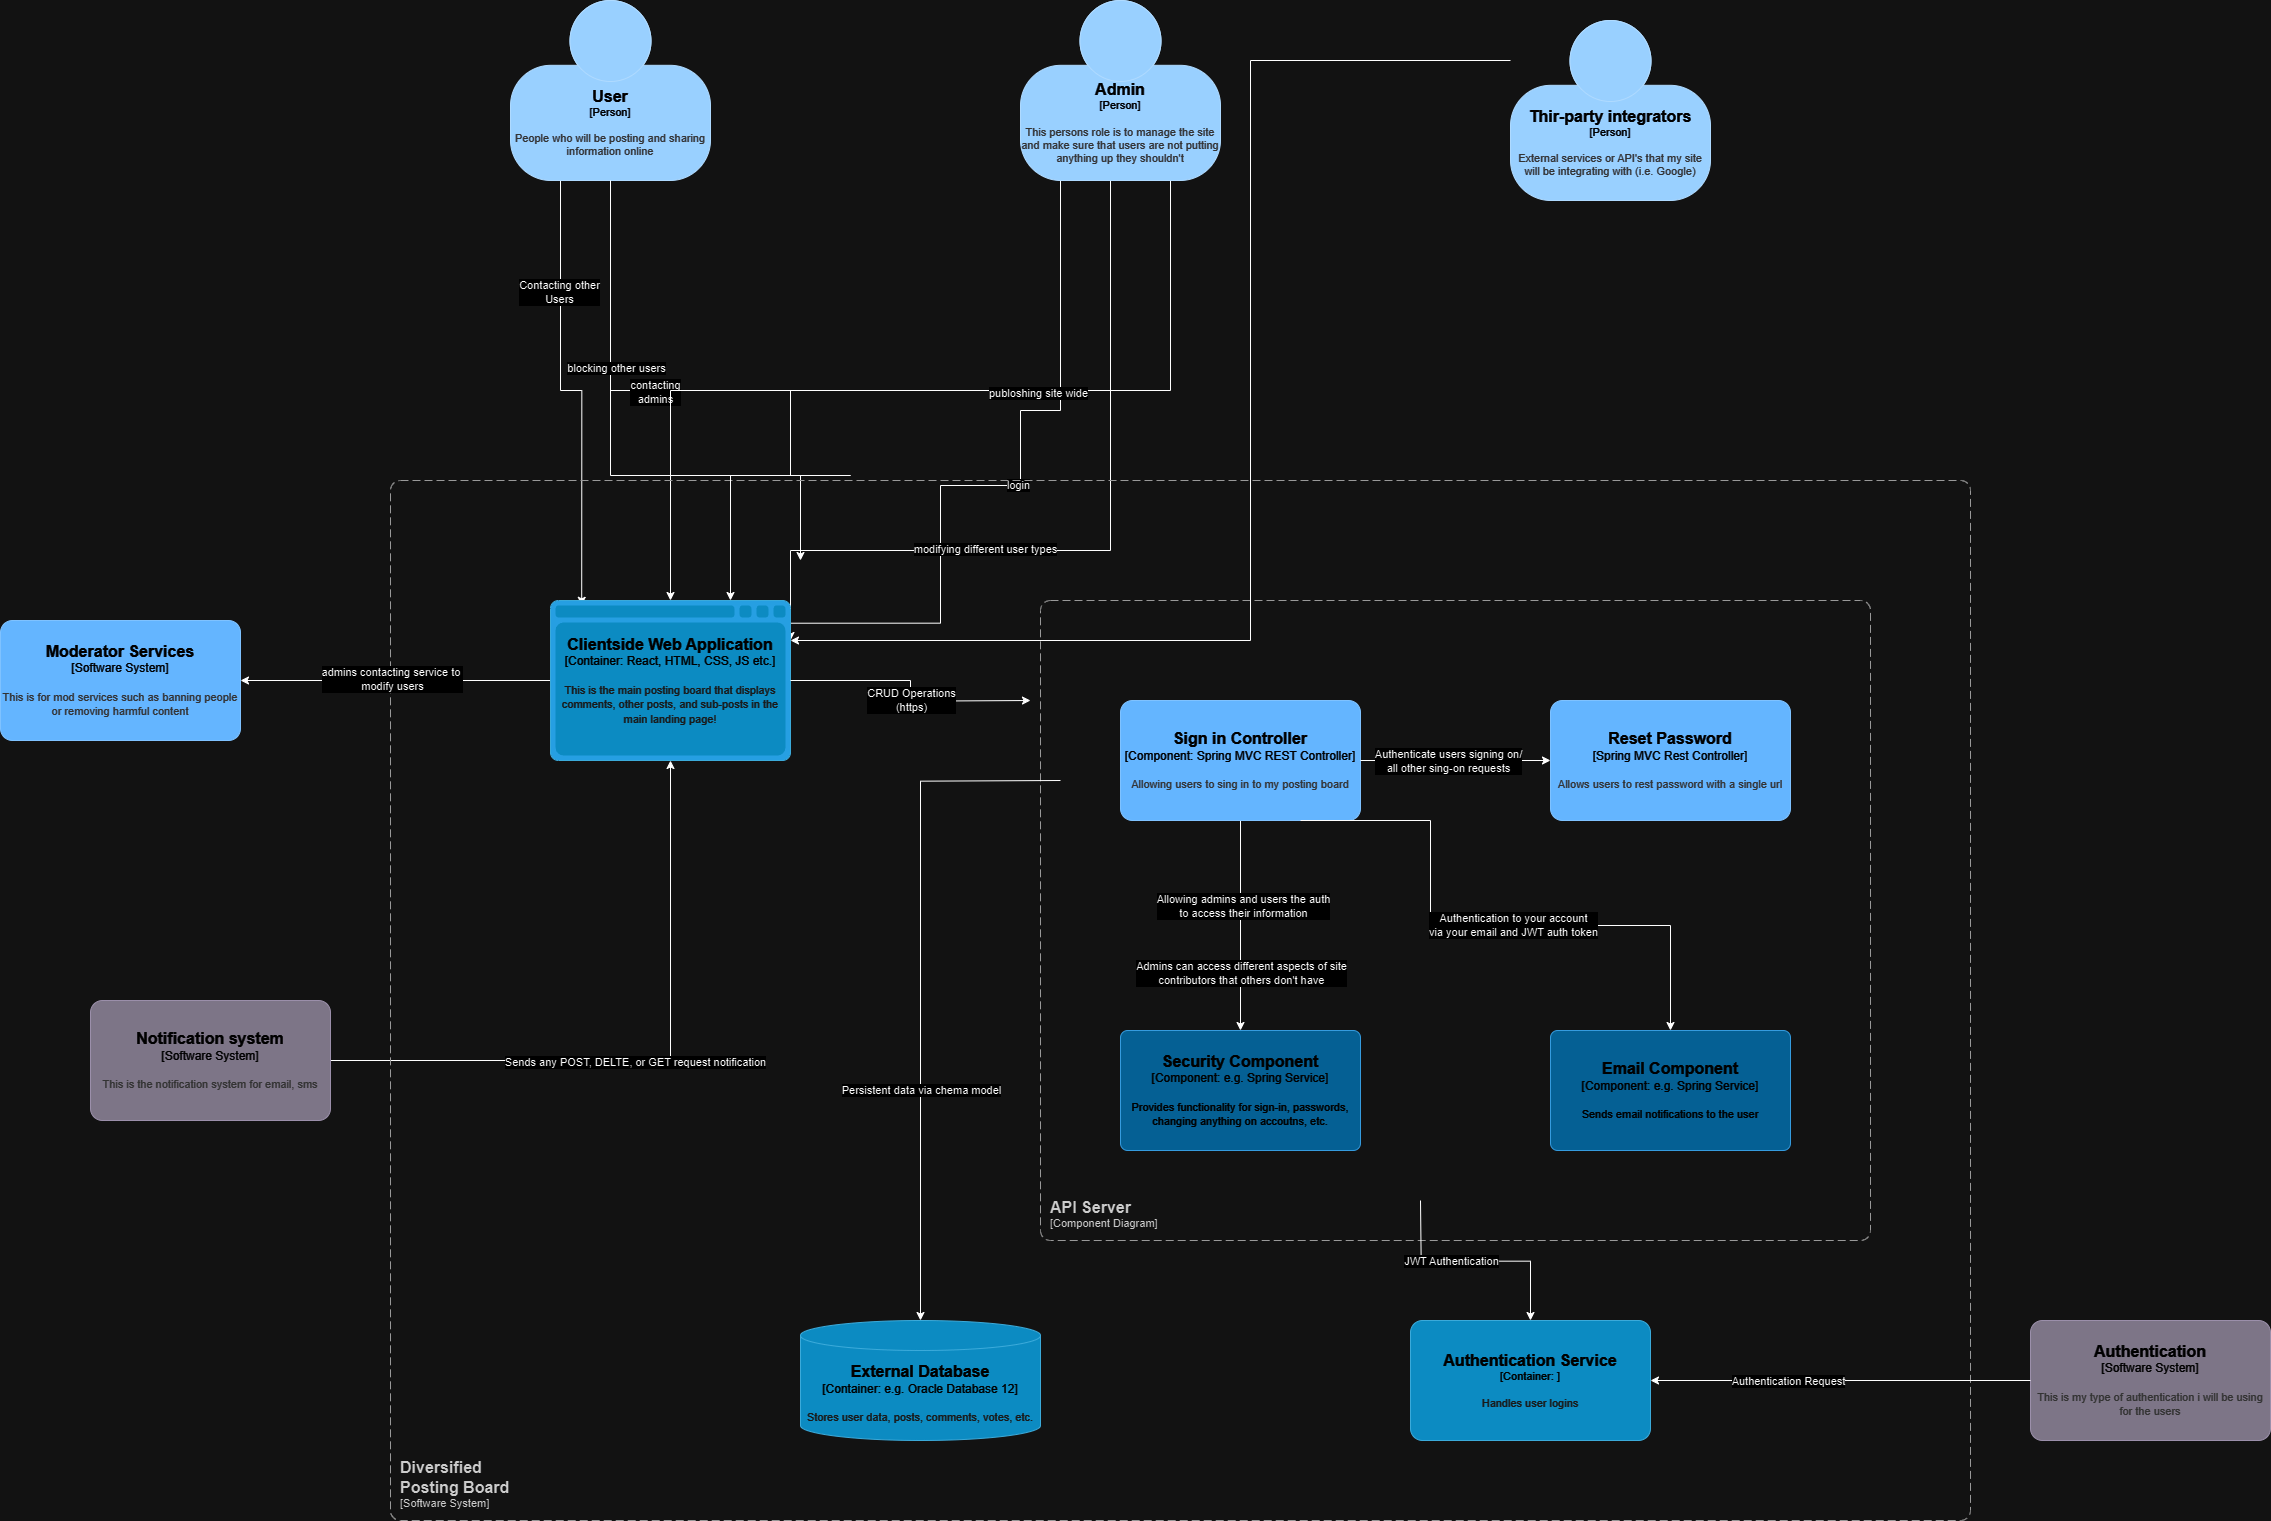 User
[Person]
People who will be posting and sharing
information online
Admin
[Person]
This persons role is to manage the site
and make sure that users are not putting
anything up they shouldn't
Thir-party integrators
[Person]
External services or API's that my site
will be integrating with (i.e. Google)
Contacting other
Users
blocking other users
contacting
admins
publoshing site wide
login
modifying different user types
Moderator Services
[Software System]
This is for mod services such as banning people
or removing harmful content
admins contacting service to
modify users
Clientside Web Application
[Container: React, HTML, CSS, JS etc.]
This is the main posting board that displays
comments, other posts, and sub-posts in the
main landing page!
CRUD Operations
(https)
Sign in Controller
[Component: Spring MVC REST Controller]
Allowing users to sing in to my posting board
Authenticate users signing on/
all other sing-on requests
Reset Password
[Spring MVC Rest Controller]
Allows users to rest password with a single url
Allowing admins and users the auth
to access their information
Authentication to your account
via your email and JWT auth token
Admins can access different aspects of site
contributors that others don't have
Notification system
[Software System]
This is the notification system for email, sms
Sends any POST, DELTE, or GET request notification
Persistent data via chema model
Security Component
[Component: e.g. Spring Service]
Provides functionality for sign-in, passwords,
changing anything on accoutns, etc.
Email Component
[Component: e.g. Spring Service]
Sends email notifications to the user
API Server
[Component Diagram]
JWT Authentication
External Database
[Container: e.g. Oracle Database 12]
Stores user data, posts, comments, votes, etc.
Authentication Service
[Container: ]
Handles user logins
Authentication Request
Authentication
[Software System]
This is my type of authentication i will be using
for the users
Diversified
Posting Board
[Software System]